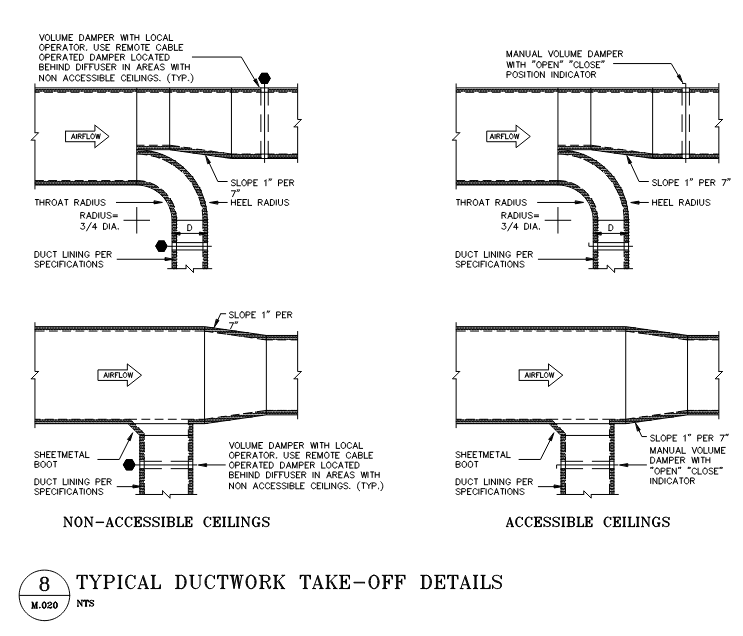 VOLUME DAMPER WITH LOCAL
OPERATOR. USE REMOTE CABLE
OPERATED DAMPER LOCATED
BEHIND DIFFUSER IN AREAS WITH
NON ACCESSIBLE CEILINGS. (TYP.)
AIRFLOW
SLOPE 1" PER
7"
THROAT RADIUS
HEEL RADIUS
RADIUS=
3/4 DIA.
D
DUCT LINING PER
SPECIFICATIONS
MANUAL VOLUME DAMPER
WITH "OPEN" "CLOSE"
POSITION INDICATOR
AIRFLOW
SLOPE 1" PER 7"
THROAT RADIUS
HEEL RADIUS
RADIUS=
3/4 DIA.
D
DUCT LINING PER
SPECIFICATIONS
SLOPE 1" PER
7"
AIRFLOW
SHEETMETAL
BOOT
DUCT LINING PER
SPECIFICATIONS
VOLUME DAMPER WITH LOCAL
OPERATOR. USE REMOTE CABLE
OPERATED DAMPER LOCATED
BEHIND DIFFUSER IN AREAS WITH
NON ACCESSIBLE CEILINGS. (TYP.)
NON-ACCESSIBLE CEILINGS
AIRFLOW
SLOPE 1" PER 7"
SHEETMETAL
BOOT
MANUAL VOLUME
DAMPER WITH
"OPEN" "CLOSE"
INDICATOR
DUCT LINING PER
SPECIFICATIONS
ACCESSIBLE CEILINGS
8
M.020
TYPICAL DUCTWORK TAKE-OFF DETAILS
NTS